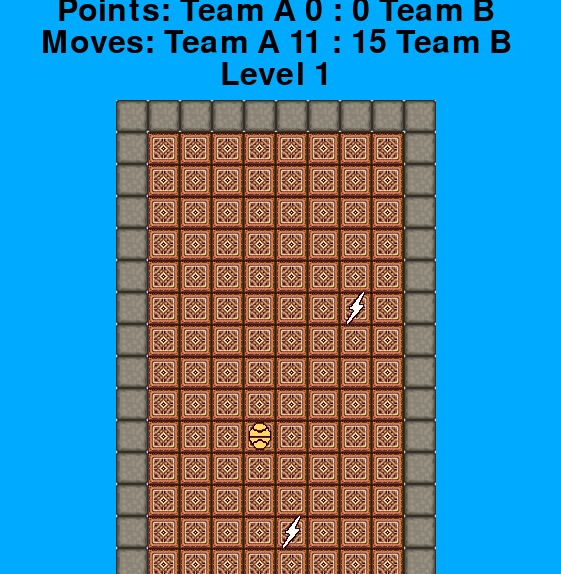 Points: Team A 0 : 0 Team B
Moves: Team A 11 : 15 Team B
Level 1